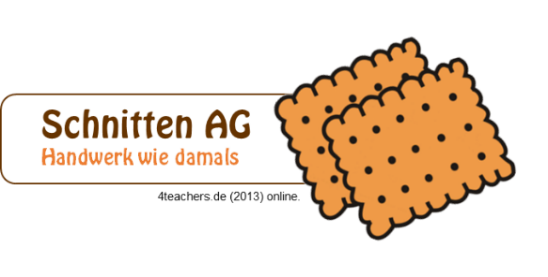 Schnitten AG
Handwerk wie damals
4teachers.de (2013) online.